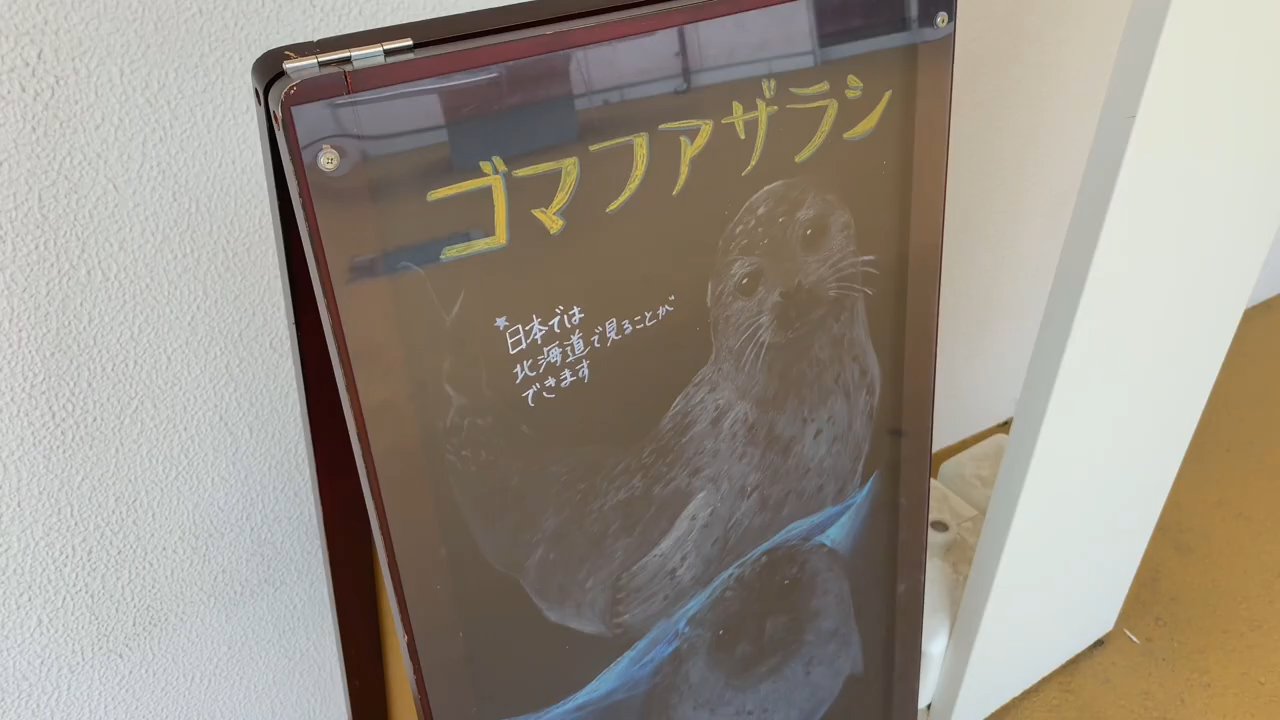 ゴマフアザラシ
★日本では
北海道で見ることが
できます